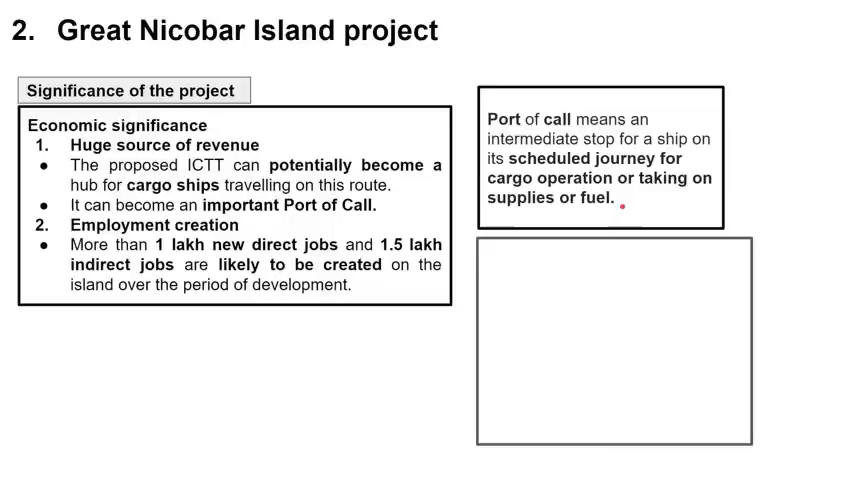 2. Great Nicobar Island project
Significance of the project
Economic significance
1. Huge source of revenue
● The proposed ICTT can potentially become a
hub for cargo ships travelling on this route.
● It can become an important Port of Call.
2. Employment creation
● More than 1 lakh new direct jobs and 1.5 lakh
indirect jobs are likely to be created on the
island over the period of development.
Port of call means an
intermediate stop for a ship on
its scheduled journey for
cargo operation or taking on
supplies or fuel.